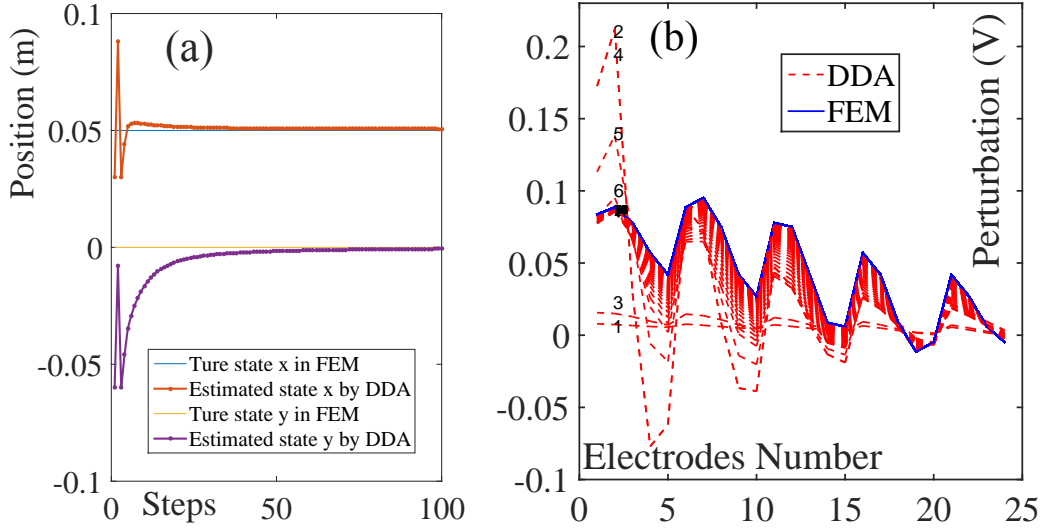 (a)
Position (m)
0.1
0.05
0
-0.05
-0.1
Ture state x in FEM
Estimated state x by DDA
Ture state y in FEM
Estimated state y by DDA
0
Steps
50
100
(b)
Perturbation (V)
0.2
0.15
0.1
0.05
0
-0.05
-0.1
DDA
FEM
2
4
5
6
3
1
Electrodes Number
0
5
10
15
20
25